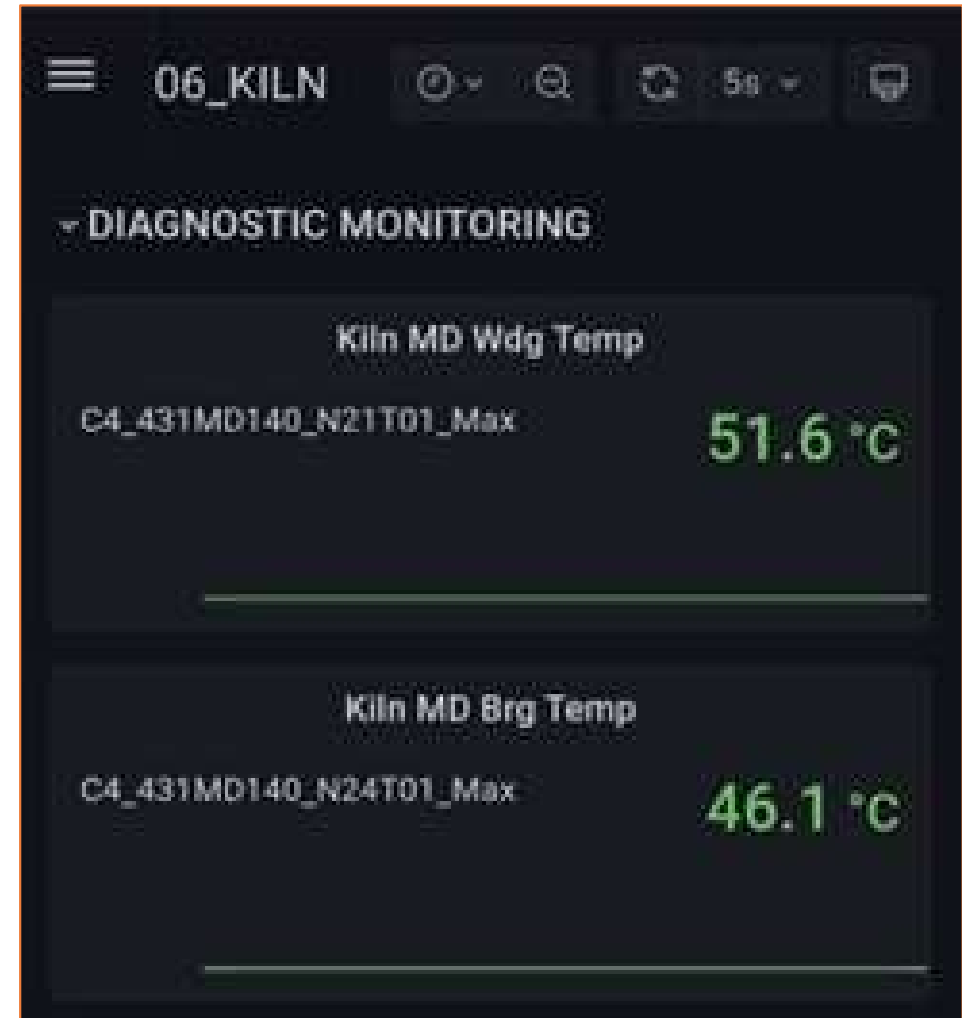 06_KILN 5s
DIAGNOSTIC MONITORING
Kiln MD Wdg Temp
C4_431MD140_N21T01_Max 51.6 °C
Kiln MD Brg Temp
C4_431MD140_N24T01_Max 46.1 °C